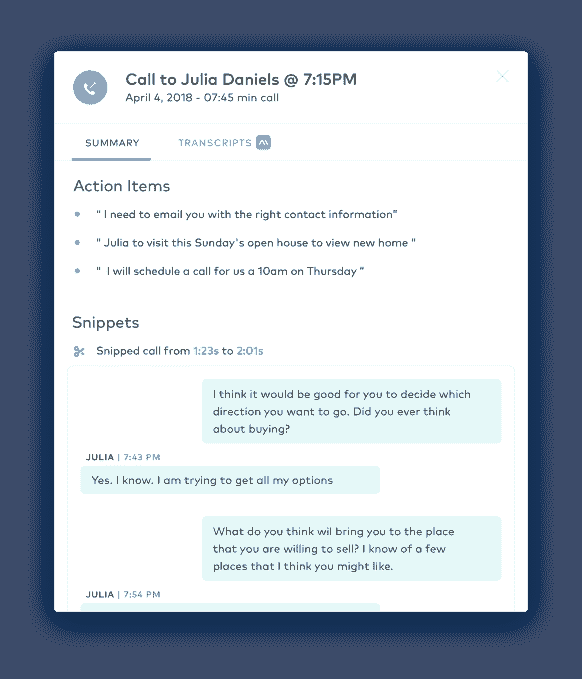 Call to Julia Daniels @ 7:15PM
April 4, 2018 - 07:45 min call
SUMMARY
TRANSCRIPTS
Action Items
" I need to email you with the right contact information"
" Julia to visit this Sunday's open house to view new home "
" I will schedule a call for us a 10am on Thursday "
Snippets
Snipped call from 1:23s to 2:01s
I think it would be good for you to decide which
direction you want to go. Did you ever think
about buying?
JULIA | 7:43 PM
Yes. I know. I am trying to get all my options
What do you think wil bring you to the place
that you are willing to sell? I know of a few
places that I think you might like.
JULIA | 7:54 PM